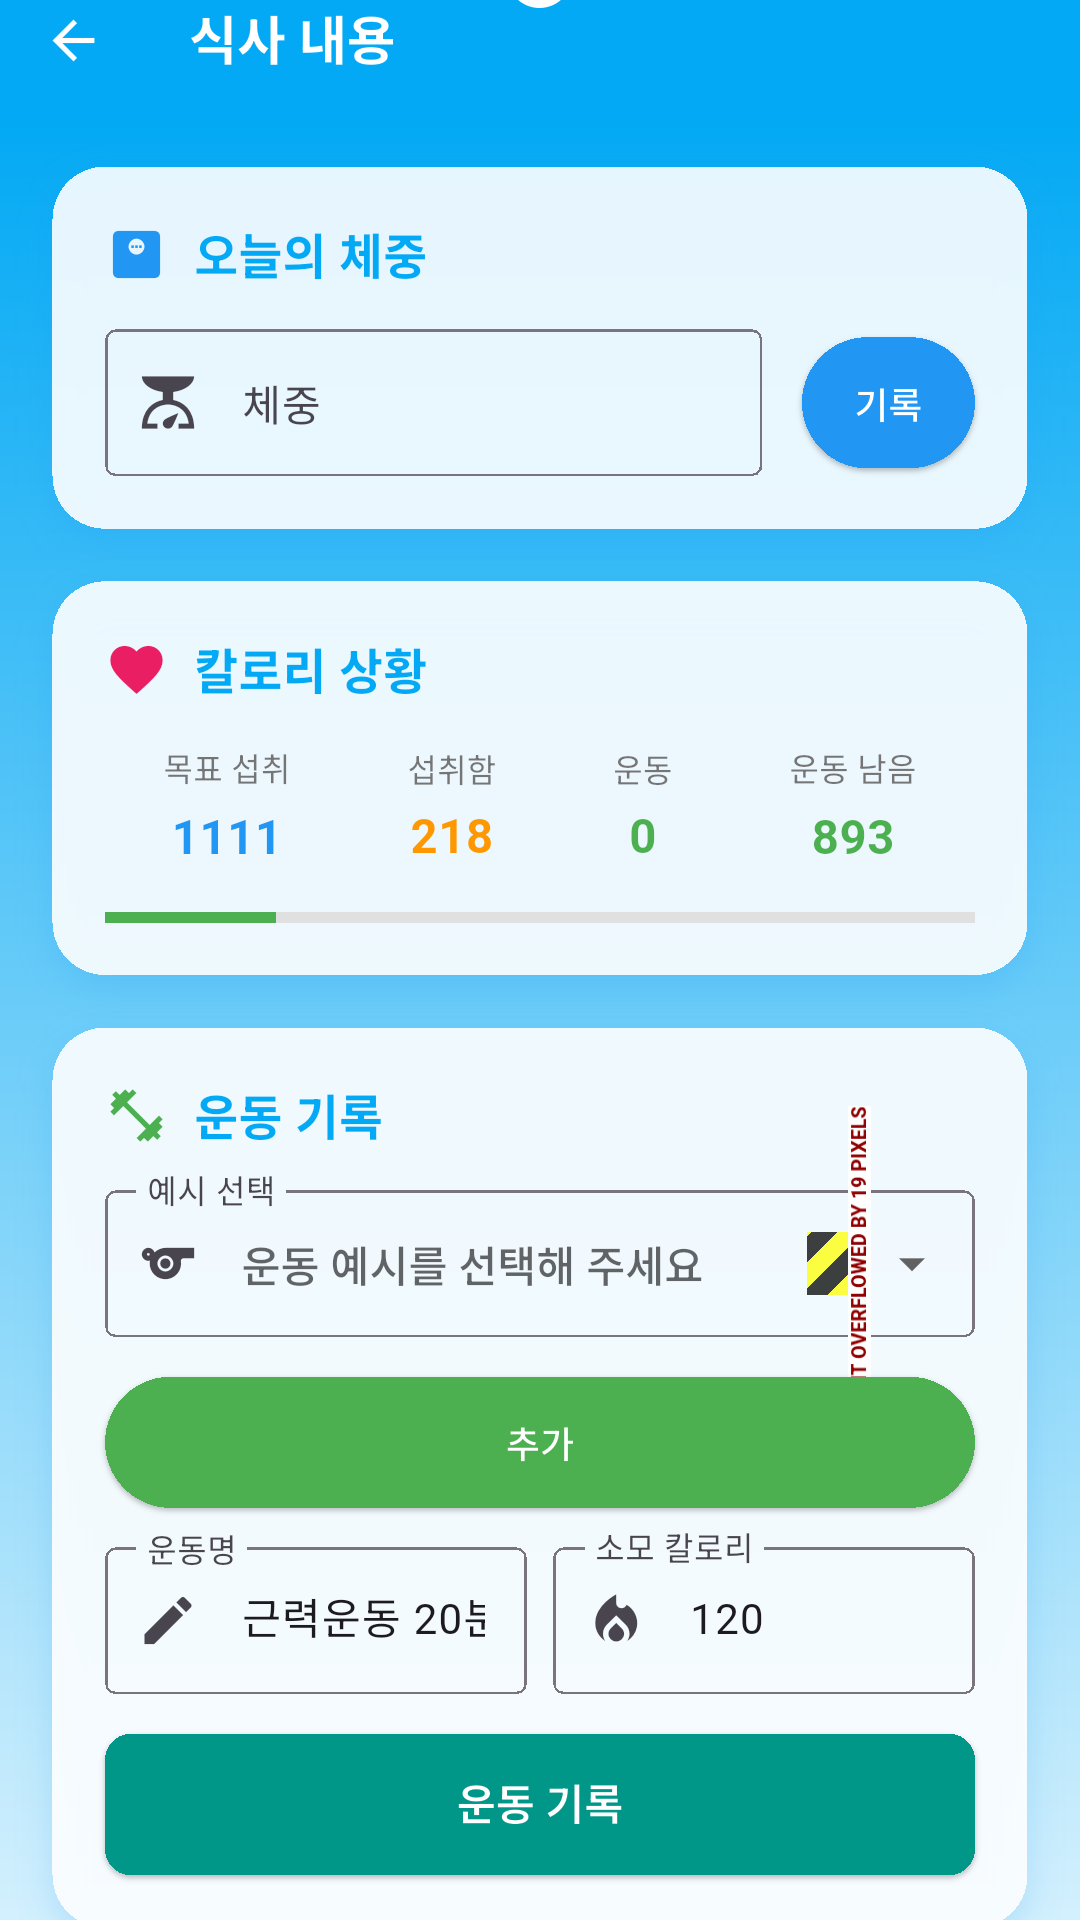 식사 내용
오늘의 체중
체중
기록
칼로리 상황
목표 섭취
섭취함
운동
운동 남음
1111
218
0
893
운동 기록
예시 선택
운동 예시를 선택해 주세요
OVERFLOWED BY 19 PIXELS
추가
운동명
소모 칼로리
근력운동
120
운동 기록